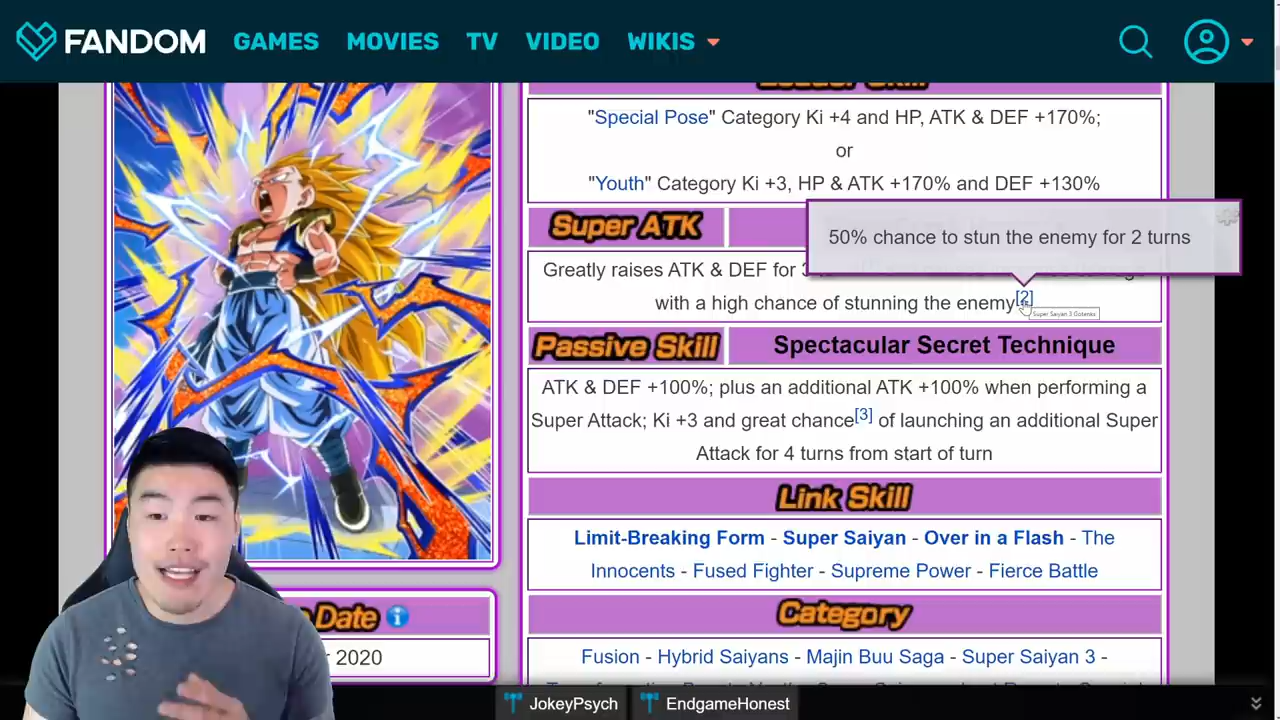 FANDOM GAMES MOVIES TV VIDEO WIKIS
"Special Pose" Category Ki +4 and HP, ATK & DEF +170%;
or
"Youth" Category Ki +3, HP & ATK +170% and DEF +130%
Super ATK
50% chance to stun the enemy for 2 turns
Greatly raises ATK & DEF for 3
with a high chance of stunning the enemy[2]
Super Saiyan 3 Gotenks
Passive Skill Spectacular Secret Technique
ATK & DEF +100%; plus an additional ATK +100% when performing a
Super Attack; Ki +3 and great chance[3] of launching an additional Super
Attack for 4 turns from start of turn
Link Skill
Limit-Breaking Form - Super Saiyan - Over in a Flash - The
Innocents - Fused Fighter - Supreme Power - Fierce Battle
Category
Date
2020
Fusion - Hybrid Saiyans - Majin Buu Saga - Super Saiyan 3 -
JokeyPsych EndgameHonest